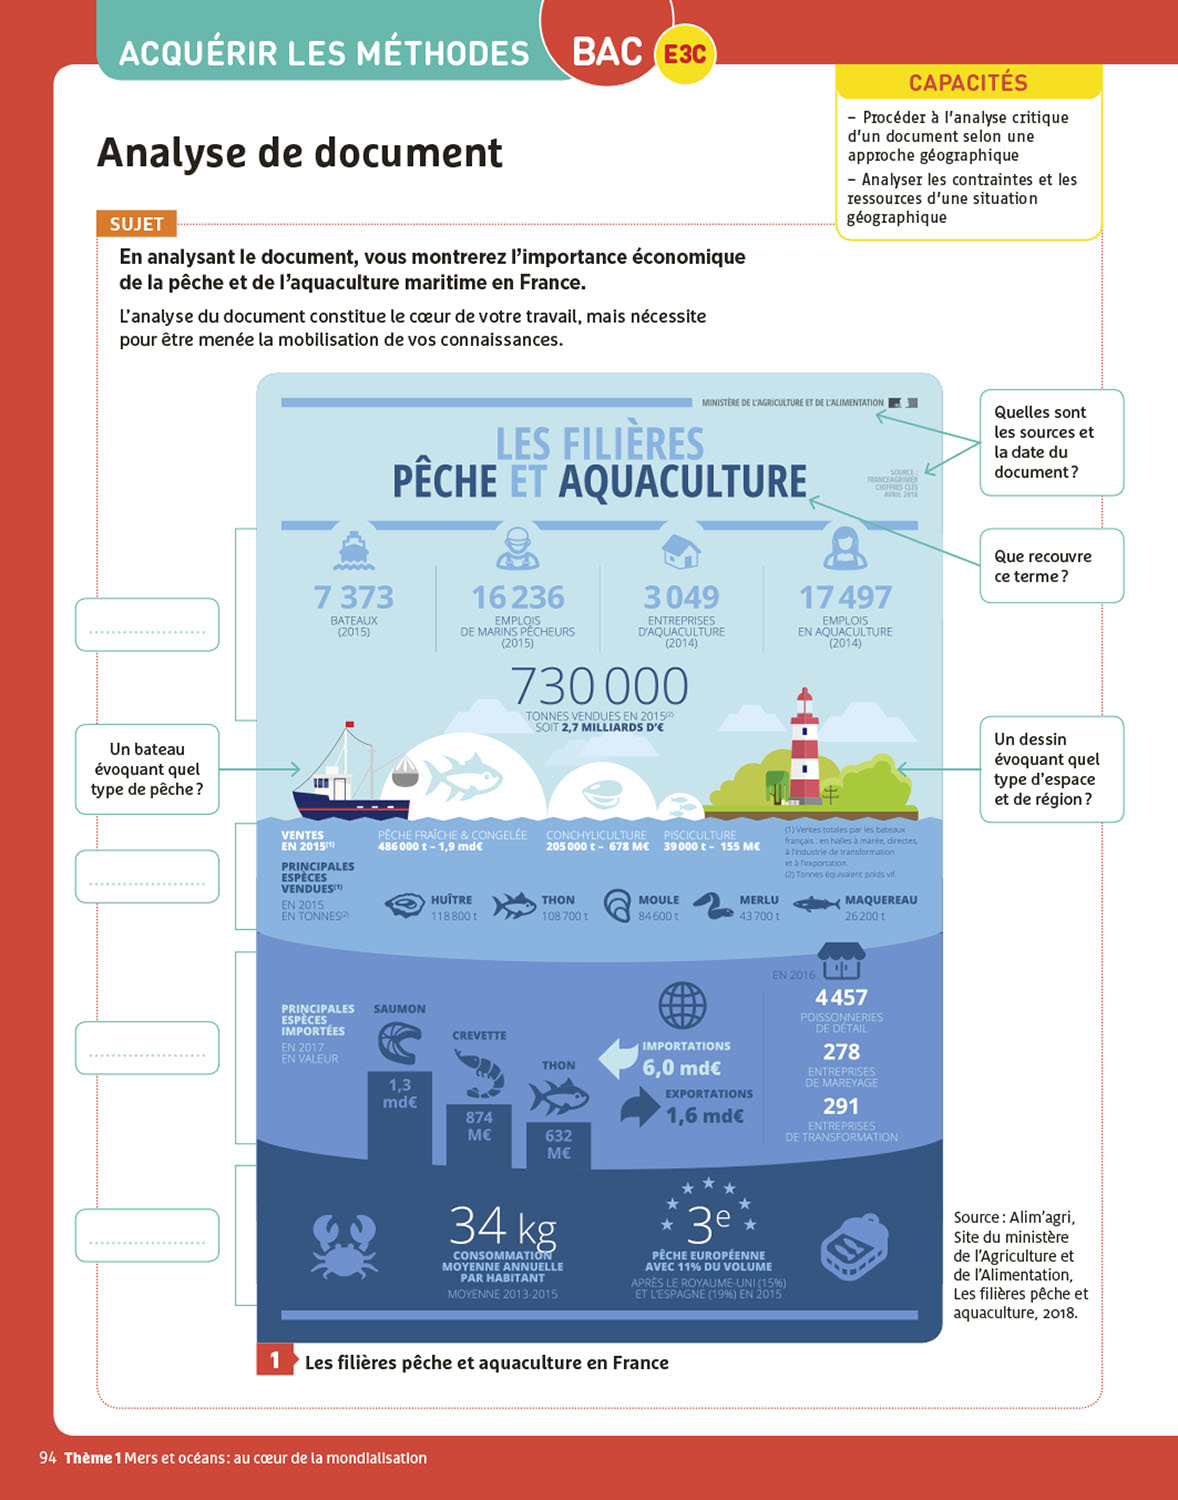 ACQUÉRIR LES MÉTHODES
BAC
E3C
CAPACITÉS
– Procéder à l'analyse critique
d'un document selon une
approche géographique
– Analyser les contraintes et les
ressources d'une situation
géographique
Analyse de document
SUJET
En analysant le document, vous montrerez l'importance économique
de la pêche et de l'aquaculture maritime en France.
L'analyse du document constitue le cœur de votre travail, mais nécessite
pour être menée la mobilisation de vos connaissances.
MINISTÈRE DE L'AGRICULTURE ET DE L'ALIMENTATION
LES FILIÈRES
PÊCHE ET AQUACULTURE
SOURCE :
FRANCEAGRIMER
CHIFFRES CLÉS
AVRIL 2018
Quelles sont
les sources et
la date du
document ?
Que recouvre
ce terme ?
7 373
BATEAUX
(2015)
16 236
EMPLOIS
DE MARINS PÊCHEURS
(2015)
3 049
ENTREPRISES
D'AQUACULTURE
(2014)
17 497
EMPLOIS
EN AQUACULTURE
(2014)
.....................
730 000
TONNES VENDUES EN 2015(2)
SOIT 2,7 MILLIARDS D'€
Un bateau
évoquant quel
type de pêche ?
Un dessin
évoquant quel
type d'espace
et de région ?
VENTES
EN 2015(1)
PÊCHE FRAÎCHE & CONGELÉE
486 000 t – 1,9 md€
CONCHYLICULTURE
205 000 t – 678 M€
PISCICULTURE
39 000 t – 155 M€
(1) Ventes totales par les bateaux
français : en halles à marée, directes,
à l'industrie de transformation
et à l'exportation.
(2) Tonnes équivalent poids vif.
.....................
PRINCIPALES
ESPÈCES
VENDUES(1)
EN 2015
EN TONNES(2)
HUÎTRE
118 800 t
THON
108 700 t
MOULE
84 600 t
MERLU
43 700 t
MAQUEREAU
26 200 t
.....................
PRINCIPALES
ESPÈCES
IMPORTÉES
EN 2017
EN VALEUR
SAUMON
1,3
md€
CREVETTE
874
M€
THON
632
M€
IMPORTATIONS
6,0 md€
EXPORTATIONS
1,6 md€
EN 2016
4 457
POISSONNERIES
DE DÉTAIL
278
ENTREPRISES
DE MAREYAGE
291
ENTREPRISES
DE TRANSFORMATION
.....................
34 kg
CONSOMMATION
MOYENNE ANNUELLE
PAR HABITANT
MOYENNE 2013-2015
3e
PÊCHE EUROPÉENNE
AVEC 11% DU VOLUME
APRÈS LE ROYAUME-UNI (15%)
ET L'ESPAGNE (19%) EN 2015
Source : Alim'agri,
Site du ministère
de l'Agriculture et
de l'Alimentation,
Les filières pêche et
aquaculture, 2018.
1 Les filières pêche et aquaculture en France
94 Thème 1 Mers et océans : au cœur de la mondialisation